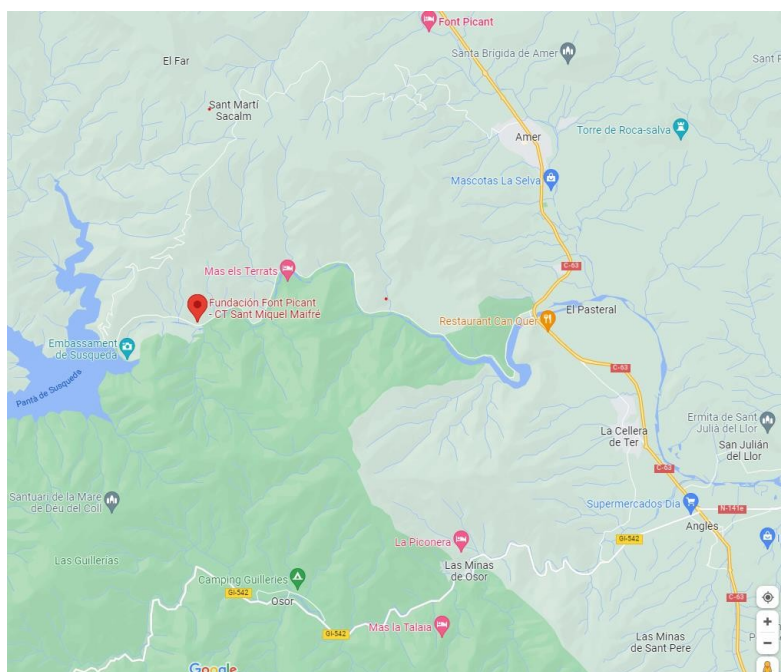 Font Picant
El Far
Santa Brigida de Amer
Sant Martí
Sacalm
Amer
Torre de Roca-salva
Mascotas La Selva
Mas els Terrats
C-63
Fundación Font Picant
- CT Sant Miquel Maifré
El Pasteral
Restaurant Can Quer
Embassament
de Susqueda
Pantà de Susqueda
C-63
Ermita de Sant
Julià del Llor
La Cellera
de Ter
San Julián
del Llor
C-63
Santuari de la Mare
de Déu del Coll
Supermercados Dia
N-141e
Anglès
La Piconera
GI-542
Las Guillerías
Las Minas
de Osor
Camping Guilleries
GI-542
Osor
C-63
Mas la Talaia
GI-542
Las Minas
de Sant Pere
Google